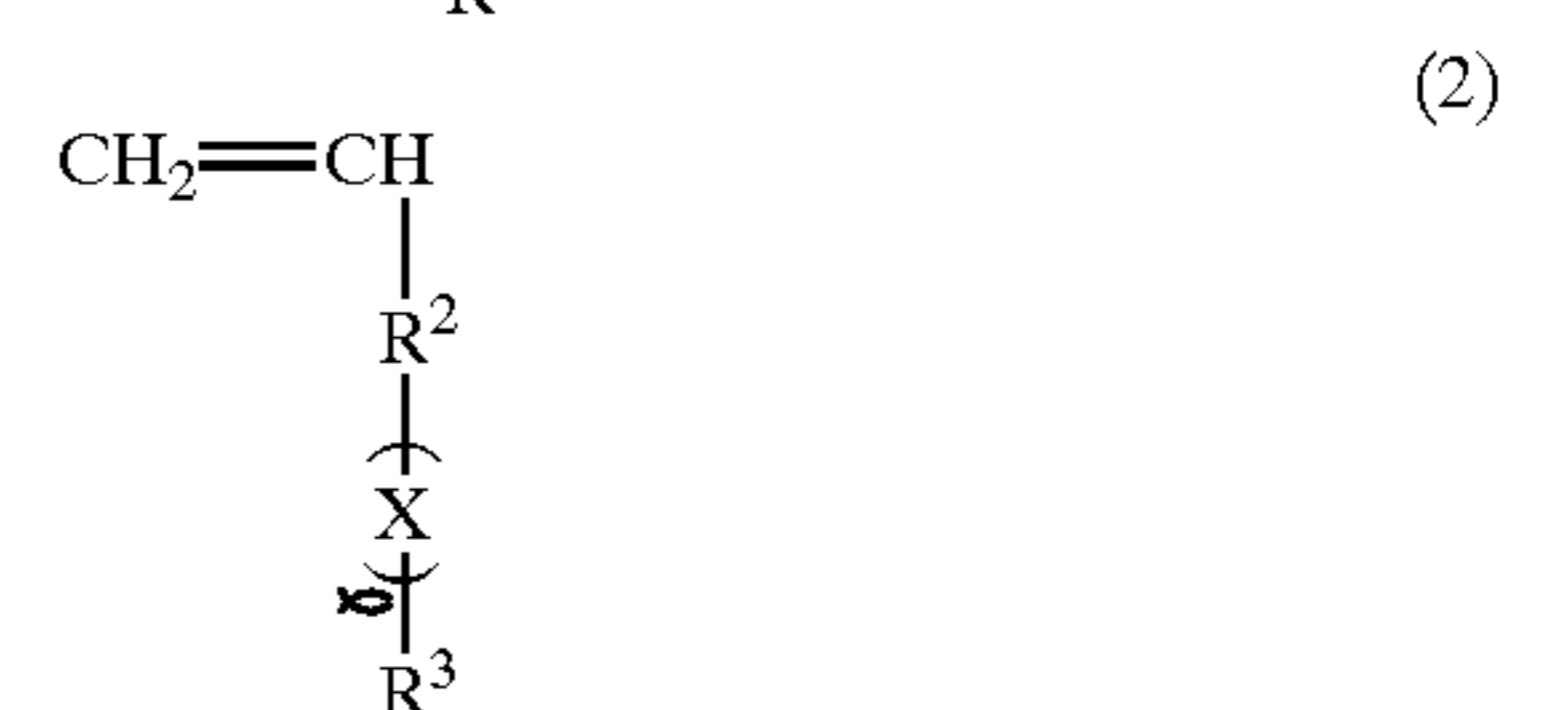 R
(2)
CH₂=CH
R²
(X)
R³